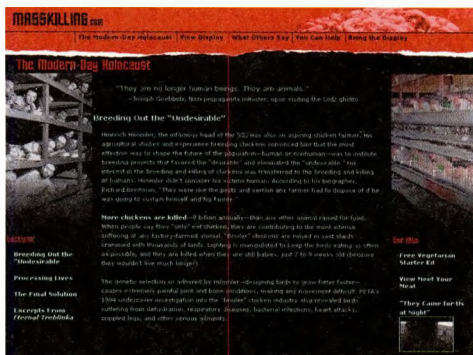 MASSKILLING.com
The Modern-Day Holocaust View Display What Others Say You Can Help Bring the Display
The Modern-Day Holocaust
"They are no longer human beings. They are animals."
–Joseph Goebbels, Nazi propaganda minister, upon visiting the Lodz ghetto
Breeding Out the "Undesirable"
Heinrich Himmler, the infamous head of the SS, was also an aspiring chicken farmer. His
agricultural studies and experience breeding chickens convinced him that the most
effective way to shape the future of the population—human or nonhuman—was to institute
breeding projects that favored the "desirable" and eliminated the "undesirable." His
interest in the breeding and killing of chickens was transferred to the breeding and killing
of humans. Himmler didn't consider his victims human. According to his biographer,
Richard Breitman, "They were like the pests and vermin any farmer had to dispose of if he
was going to sustain himself and his farm."
More chickens are killed—9 billion annually—than any other animal raised for food.
When people say they "only" eat chicken, they are contributing to the most intense
suffering of any factory-farmed animal. "Broiler" chickens are raised in vast sheds
crammed with thousands of birds. Lighting is manipulated to keep the birds eating as often
as possible, and they are killed when they are still babies, just 7 to 9 weeks old (because
they wouldn't live much longer).
The genetic selection so admired by Himmler—designing birds to grow fatter faster—
causes extremely painful joint and bone conditions, making any movement difficult. PETA's
1994 undercover investigation into the "broiler" chicken industry also revealed birds
suffering from dehydration, respiratory diseases, bacterial infections, heart attacks,
crippled legs, and other serious ailments.
Breeding Out the
"Undesirable
Processing Lives
The Final Solution
Excerpts From
Eternal Treblinka
See Also
Free Vegetarian
Starter Kit
Video Meet Your
Meat
"They Came for Us
at Night"